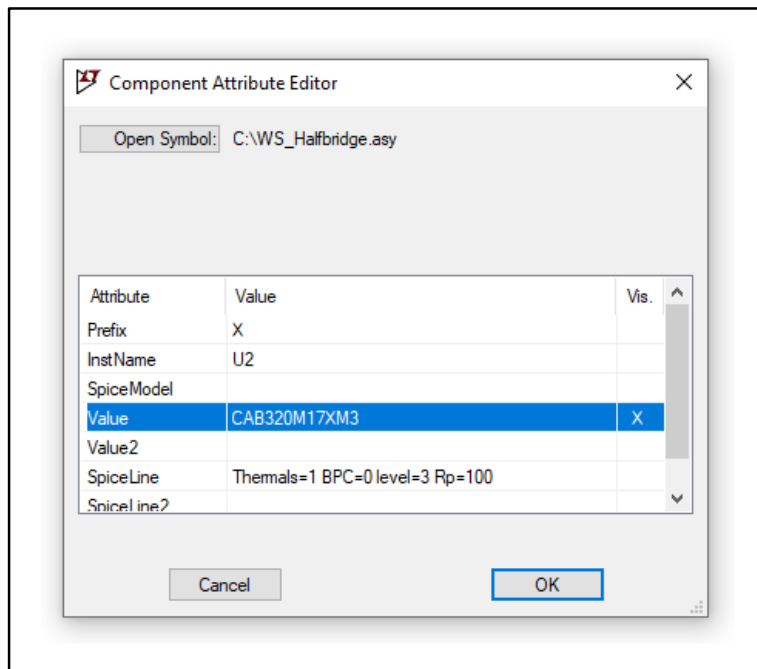 Component Attribute Editor
Open Symbol: C:\WS_Halfbridge.asy
Attribute Value Vis.
Prefix X
InstName U2
SpiceModel
Value CAB320M17XM3 X
Value2
SpiceLine Thermals=1 BPC=0 level=3 Rp=100
SpiceLine2
Cancel OK